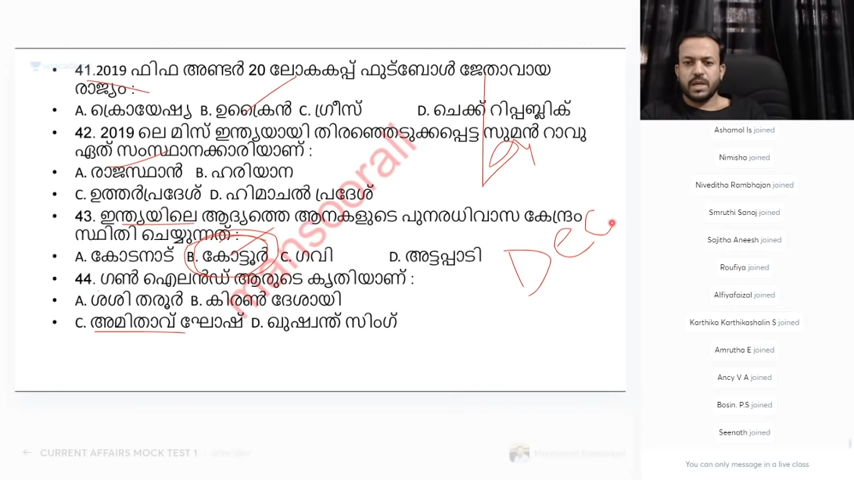 41.2019 ഫിഫ അണ്ടർ 20 ലോകകപ്പ് ഫുട്ബോൾ ജേതാവായ
രാജ്യം :
A. ക്രൊയേഷ്യ B. ഉക്രൈൻ C. ഗ്രീസ് D. ചെക്ക് റിപ്പബ്ലിക്
42. 2019 ലെ മിസ് ഇന്ത്യയായി തിരഞ്ഞെടുക്കപ്പെട്ട സുമൻ റാവു
ഏത് സംസ്ഥാനക്കാരിയാണ് :
A. രാജസ്ഥാൻ B. ഹരിയാന
C. ഉത്തർപ്രദേശ് D. ഹിമാചൽ പ്രദേശ്
43. ഇന്ത്യയിലെ ആദ്യത്തെ ആനകളുടെ പുനരധിവാസ കേന്ദ്രം
സ്ഥിതി ചെയ്യുന്നത് :
A. കോടനാട് B. കോട്ടൂർ C. ഗവി D. അട്ടപ്പാടി
44. ഗൺ ഐലൻഡ് ആരുടെ കൃതിയാണ് :
A. ശശി തരൂർ B. കിരൺ ദേശായി
C. അമിതാവ് ഘോഷ് D. ഖുഷ്വന്ത് സിംഗ്
mansoorali
Dec
CURRENT AFFAIRS MOCK TEST 1
Ashamol Is joined
Nimisha joined
Niveditha Rambhajan joined
Smruthi Sanoj joined
Sajitha Aneesh joined
Roufiya joined
Alfiyafaizal joined
Karthika Karthikashalin S joined
Amrutha E joined
Ancy V A joined
Bosin. P.S joined
Seenath joined
You can only message in a live class